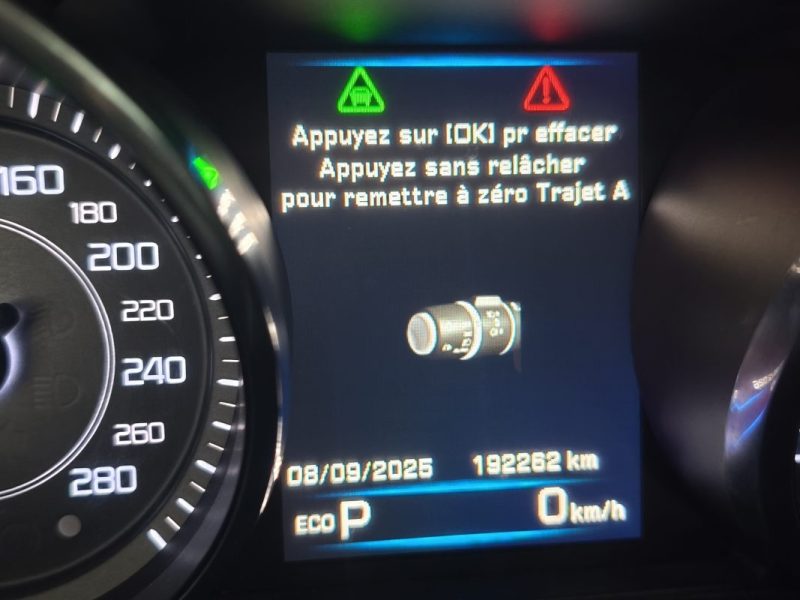 Appuyez sur [OK] pr effacer
Appuyez sans relâcher
pour remettre à zéro Trajet A
160
180
200
220
240
260
280
08/09/2025 192262 km
ECO P 0 km/h